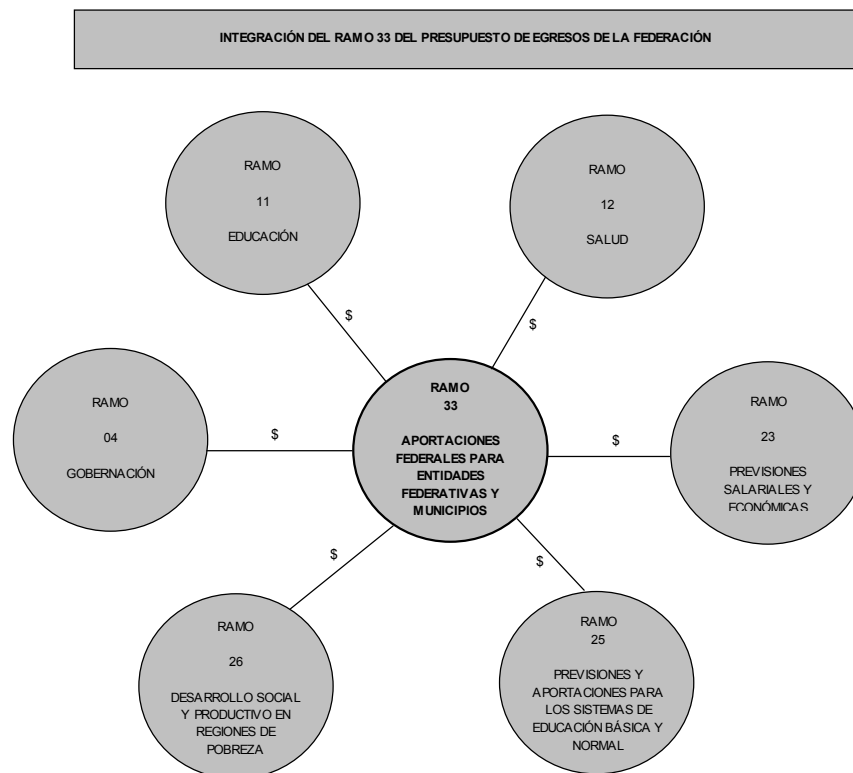 INTEGRACIÓN DEL RAMO 33 DEL PRESUPUESTO DE EGRESOS DE LA FEDERACIÓN
RAMO
11
EDUCACIÓN
RAMO
12
SALUD
$
$
RAMO
04
GOBERNACIÓN
$
RAMO
33
APORTACIONES
FEDERALES PARA
ENTIDADES
FEDERATIVAS Y
MUNICIPIOS
$
RAMO
23
PREVISIONES
SALARIALES Y
ECONÓMICAS
$
$
RAMO
26
DESARROLLO SOCIAL
Y PRODUCTIVO EN
REGIONES DE
POBREZA
RAMO
25
PREVISIONES Y
APORTACIONES PARA
LOS SISTEMAS DE
EDUCACIÓN BÁSICA Y
NORMAL